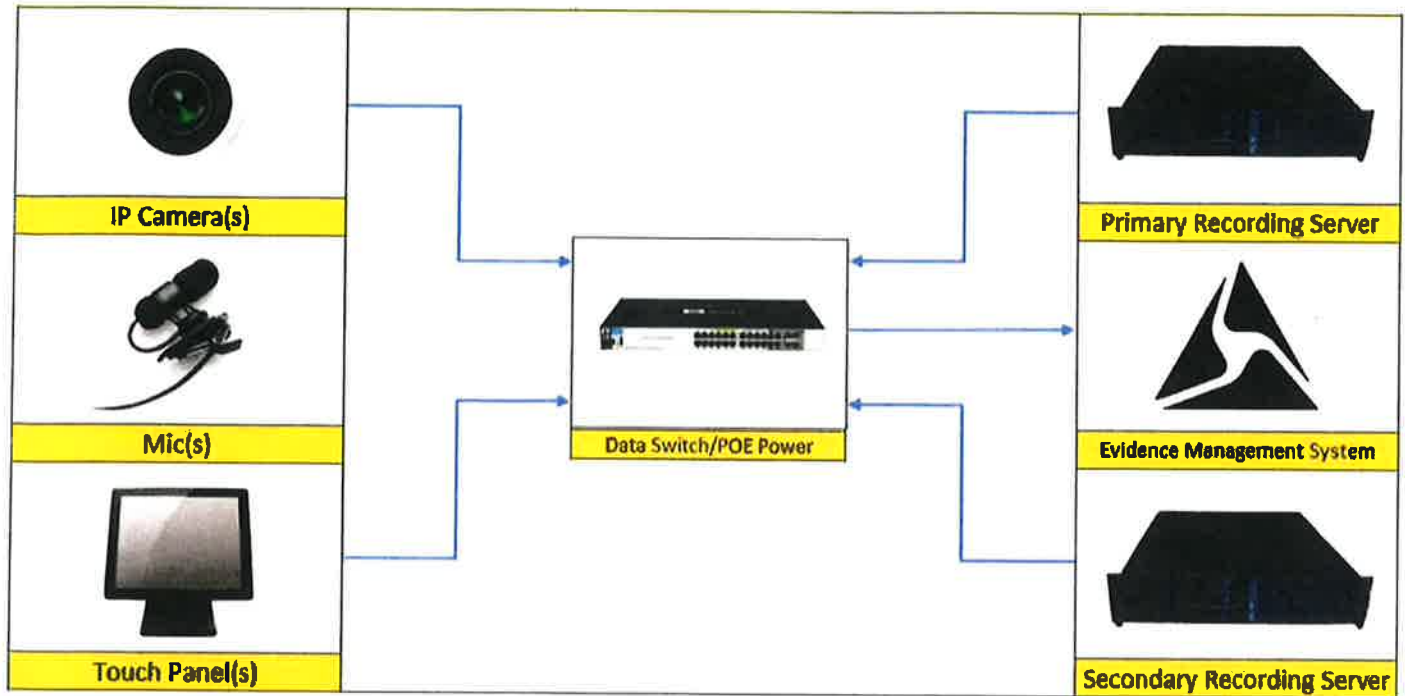 IP Camera(s)
Mic(s)
Touch Panel(s)
Data Switch/POE Power
Primary Recording Server
Evidence Management System
Secondary Recording Server